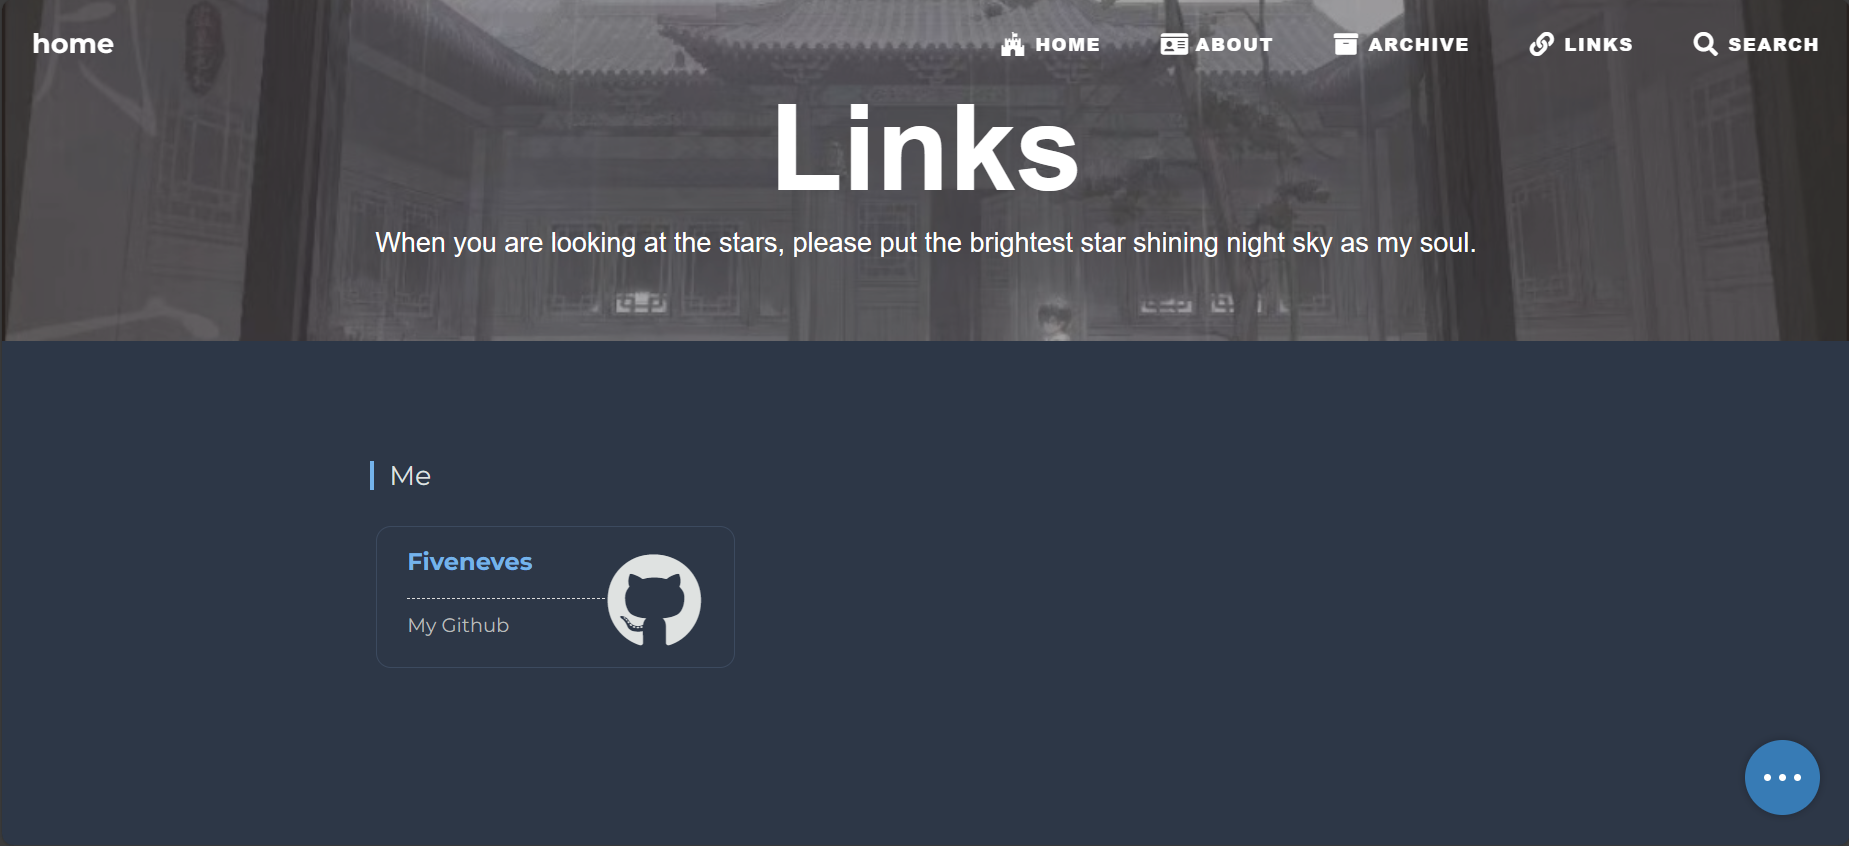 home
HOME
ABOUT
ARCHIVE
LINKS
SEARCH
Links
When you are looking at the stars, please put the brightest star shining night sky as my soul.
Me
Fiveneves
My Github